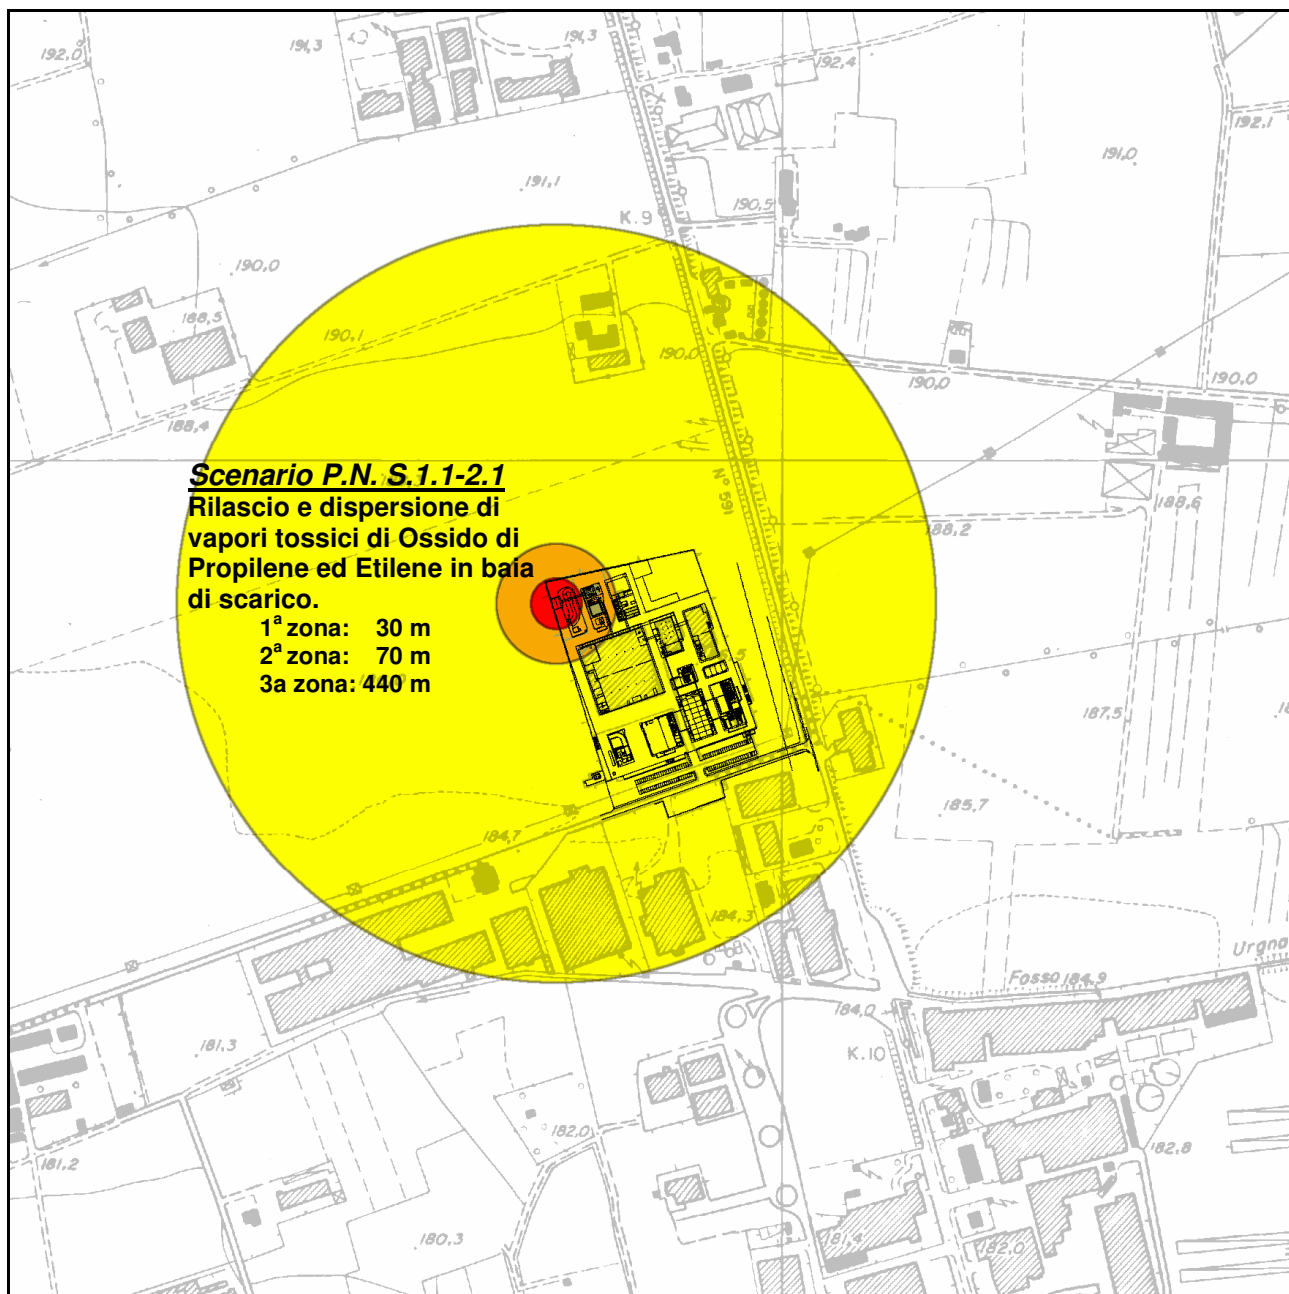 191,3
191,3
192,0
192,4
192,1
191,0
191,1
190,5
K.9
190,0
188,5
190,1
190,0
190,0
190,0
188,4
Scenario P.N. S.1.1-2.1
Rilascio e dispersione di
vapori tossici di Ossido di
Propilene ed Etilene in baia
di scarico.
1ª zona: 30 m
2ª zona: 70 m
3a zona: 440 m
N° 591
188,6
188,2
187,5
185,7
184,7
184,3
Urgna
Fosso 184,9
184,0
K.10
181,3
182,0
182,8
181,2
180,3
181,4
182,0